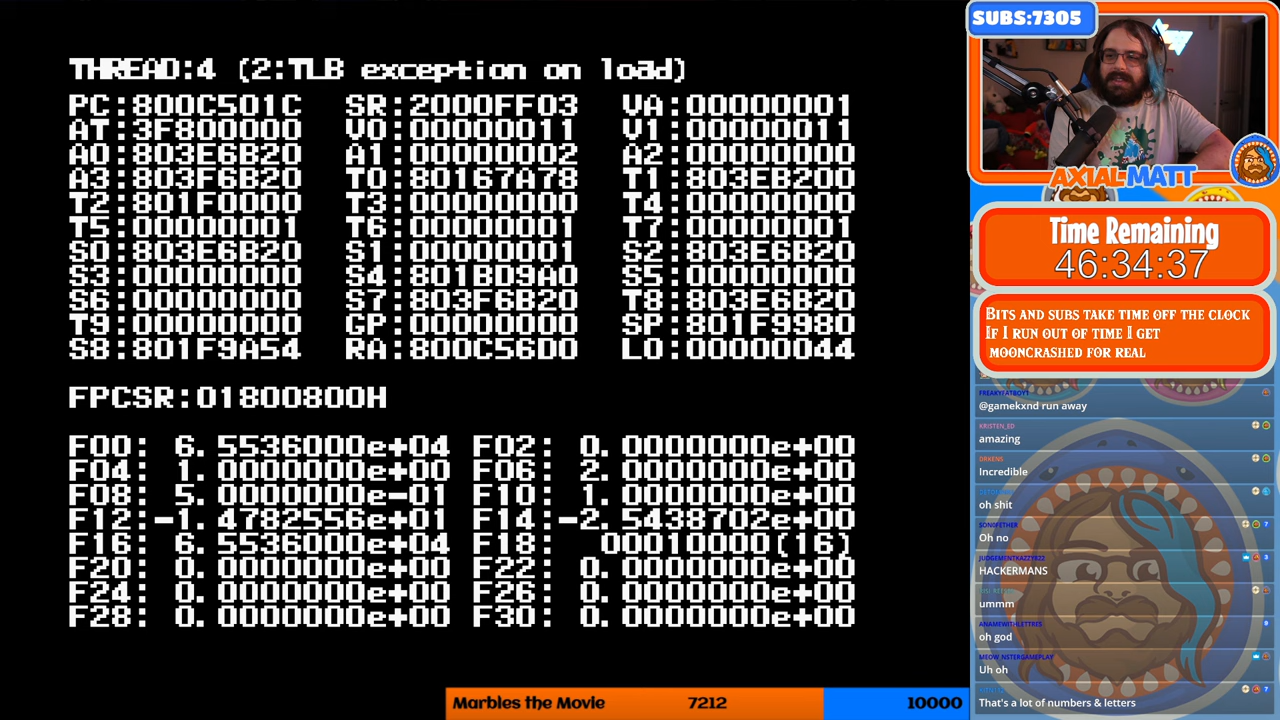 SUBS:7305
THREAD:4 (2:TLB exception on load)
PC:800C501C SR:2000FF03 VA:00000001
AT:3F800000 V0:00000011 V1:00000011
A0:803E6B20 A1:00000002 A2:00000000
A3:803F6B20 T0:80167A78 T1:803EB200
T2:801F0000 T3:00000000 T4:00000000
T5:00000001 T6:00000001 T7:00000001
S0:803E6B20 S1:00000001 S2:803E6B20
S3:00000000 S4:801BD9A0 S5:00000000
S6:00000000 S7:803F6B20 T8:803E6B20
T9:00000000 GP:00000000 SP:801F9980
S8:801F9A54 RA:800C56D0 LO:00000044
FPCSR:01800800H
F00: 6.5536000e+04 F02: 0.0000000e+00
F04: 1.0000000e+00 F06: 2.0000000e+00
F08: 5.0000000e-01 F10: 1.0000000e+00
F12:-1.4782556e+01 F14:-2.5438702e+00
F16: 6.5536000e+04 F18: 00010000(16)
F20: 0.0000000e+00 F22: 0.0000000e+00
F24: 0.0000000e+00 F26: 0.0000000e+00
F28: 0.0000000e+00 F30: 0.0000000e+00
AXIALMATT
Time Remaining
46:34:37
Bits and subs take time off the clock
If I run out of time I get
mooncrashed for real
FREAKYFATBOY1
@gamekxnd run away
KRISTEN_ED
amazing
DRKENS
Incredible
oh shit
SON0FETHER
Oh no
JUDGEMENTKAZZY822
HACKERMANS
ummm
ANAMEWITHLETTRES
oh god
MEOW_NSTERGAMEPLAY
Uh oh
That's a lot of numbers & letters
Marbles the Movie 7212 10000